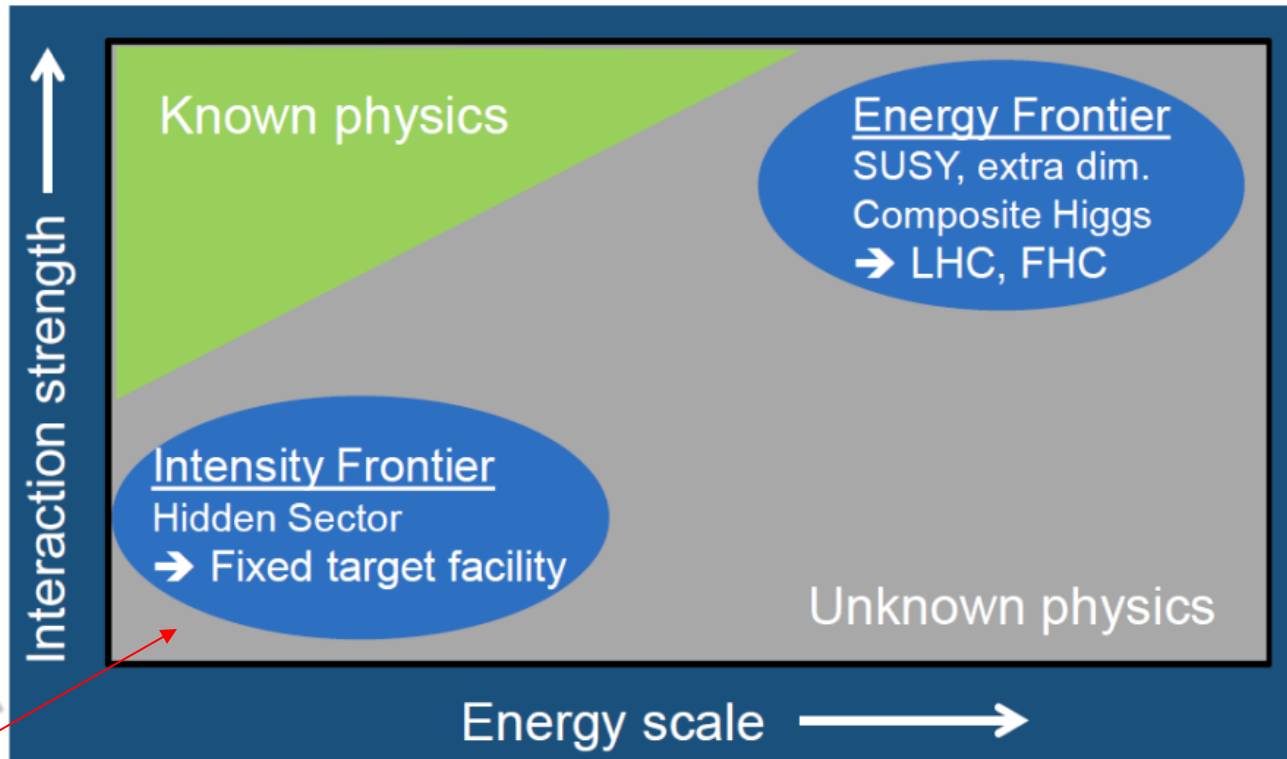 Interaction strength
Known physics
Energy Frontier
SUSY, extra dim.
Composite Higgs
➔ LHC, FHC
Intensity Frontier
Hidden Sector
➔ Fixed target facility
Unknown physics
Energy scale